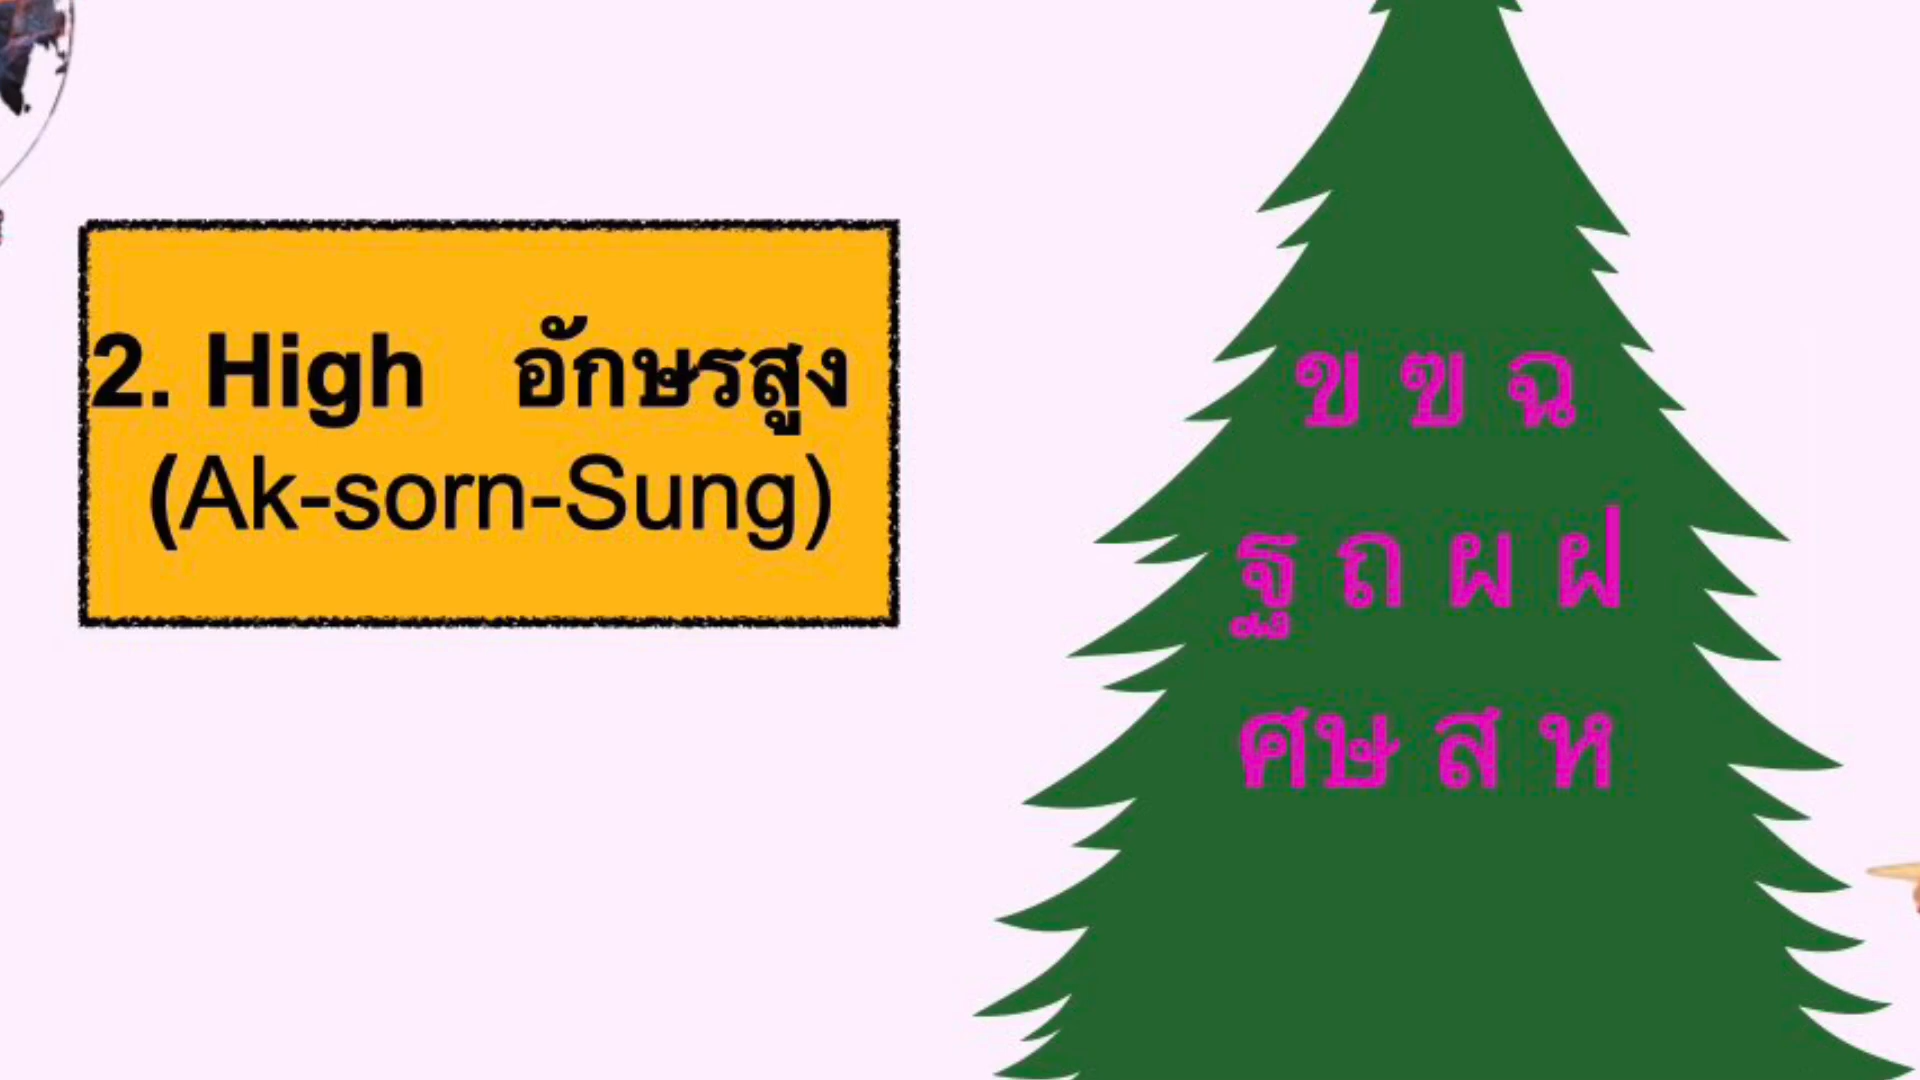 2. High อักษรสูง
(Ak-sorn-Sung)
ข ฃ ฉ
ฐ ถ ผ ฝ
ศ ษ ส ห